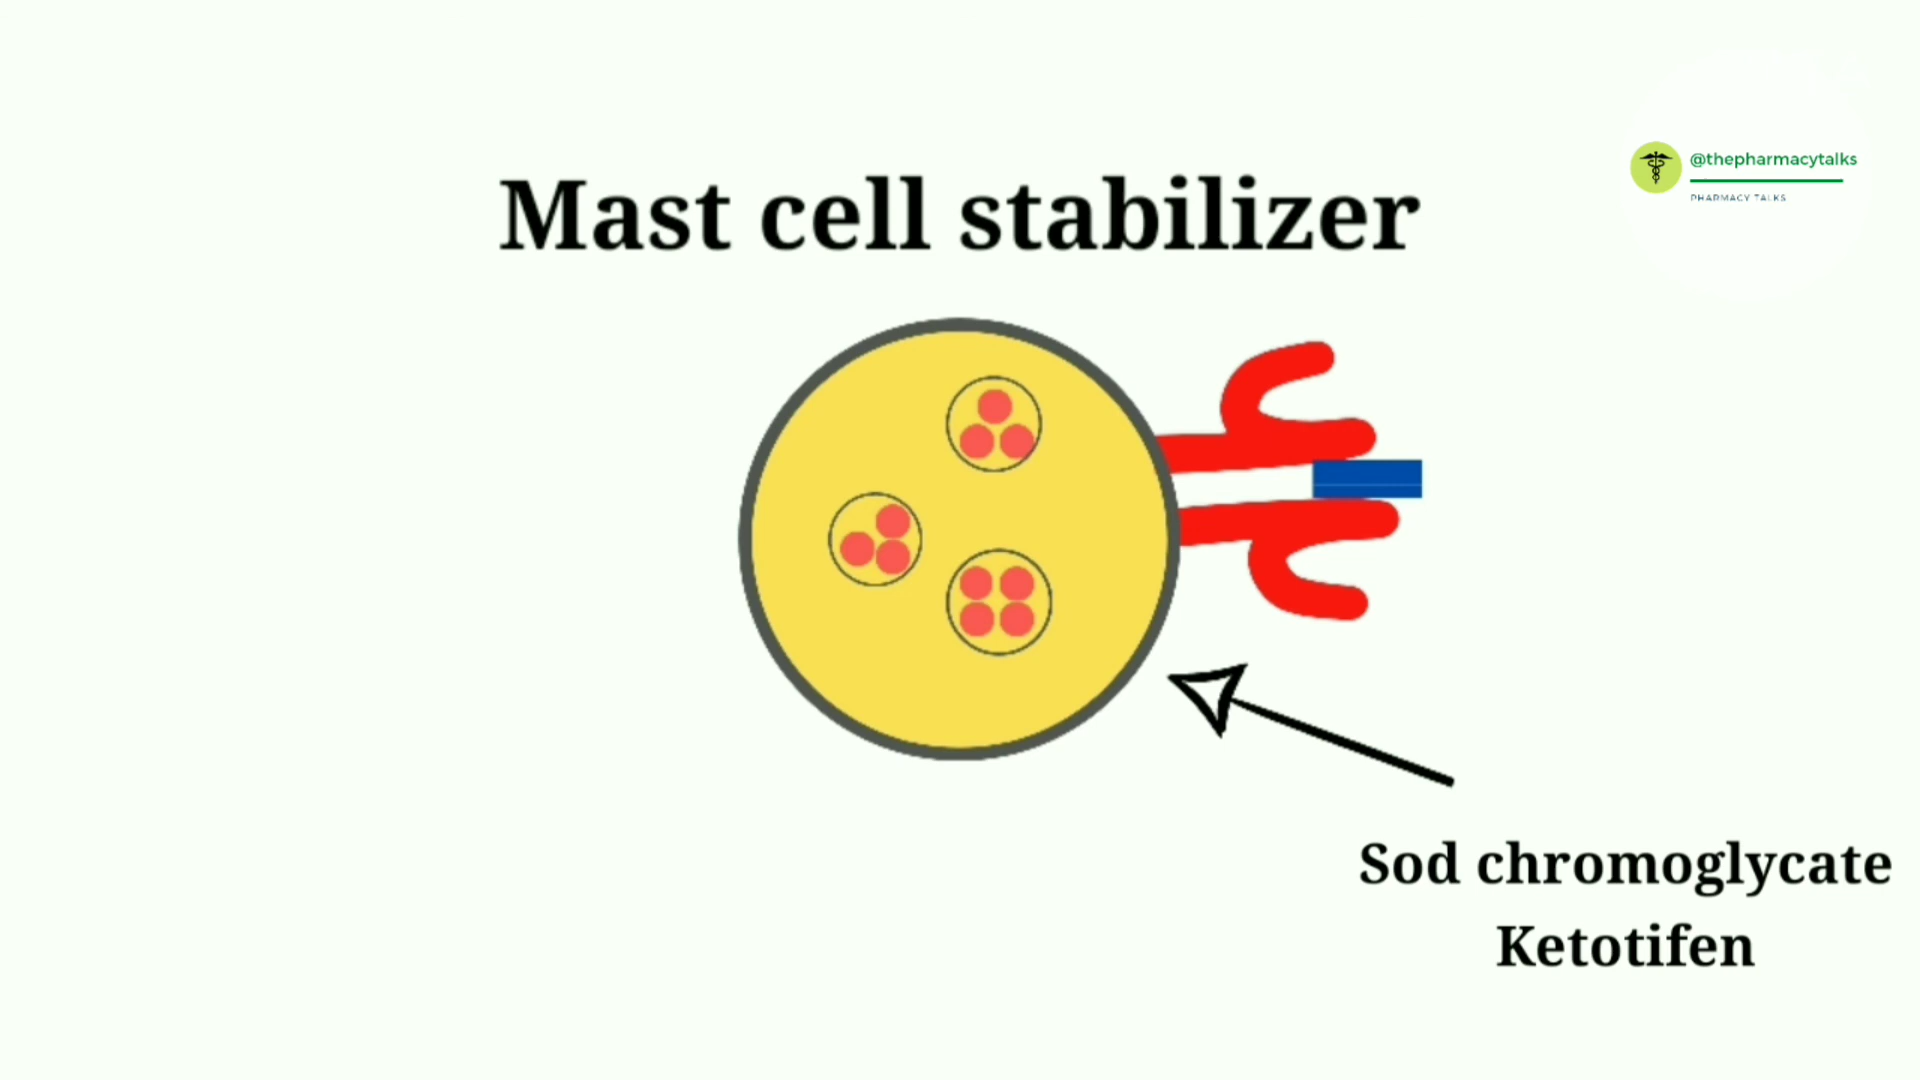 Mast cell stabilizer
@thepharmacytalks
PHARMACY TALKS
Sod chromoglycate
Ketotifen